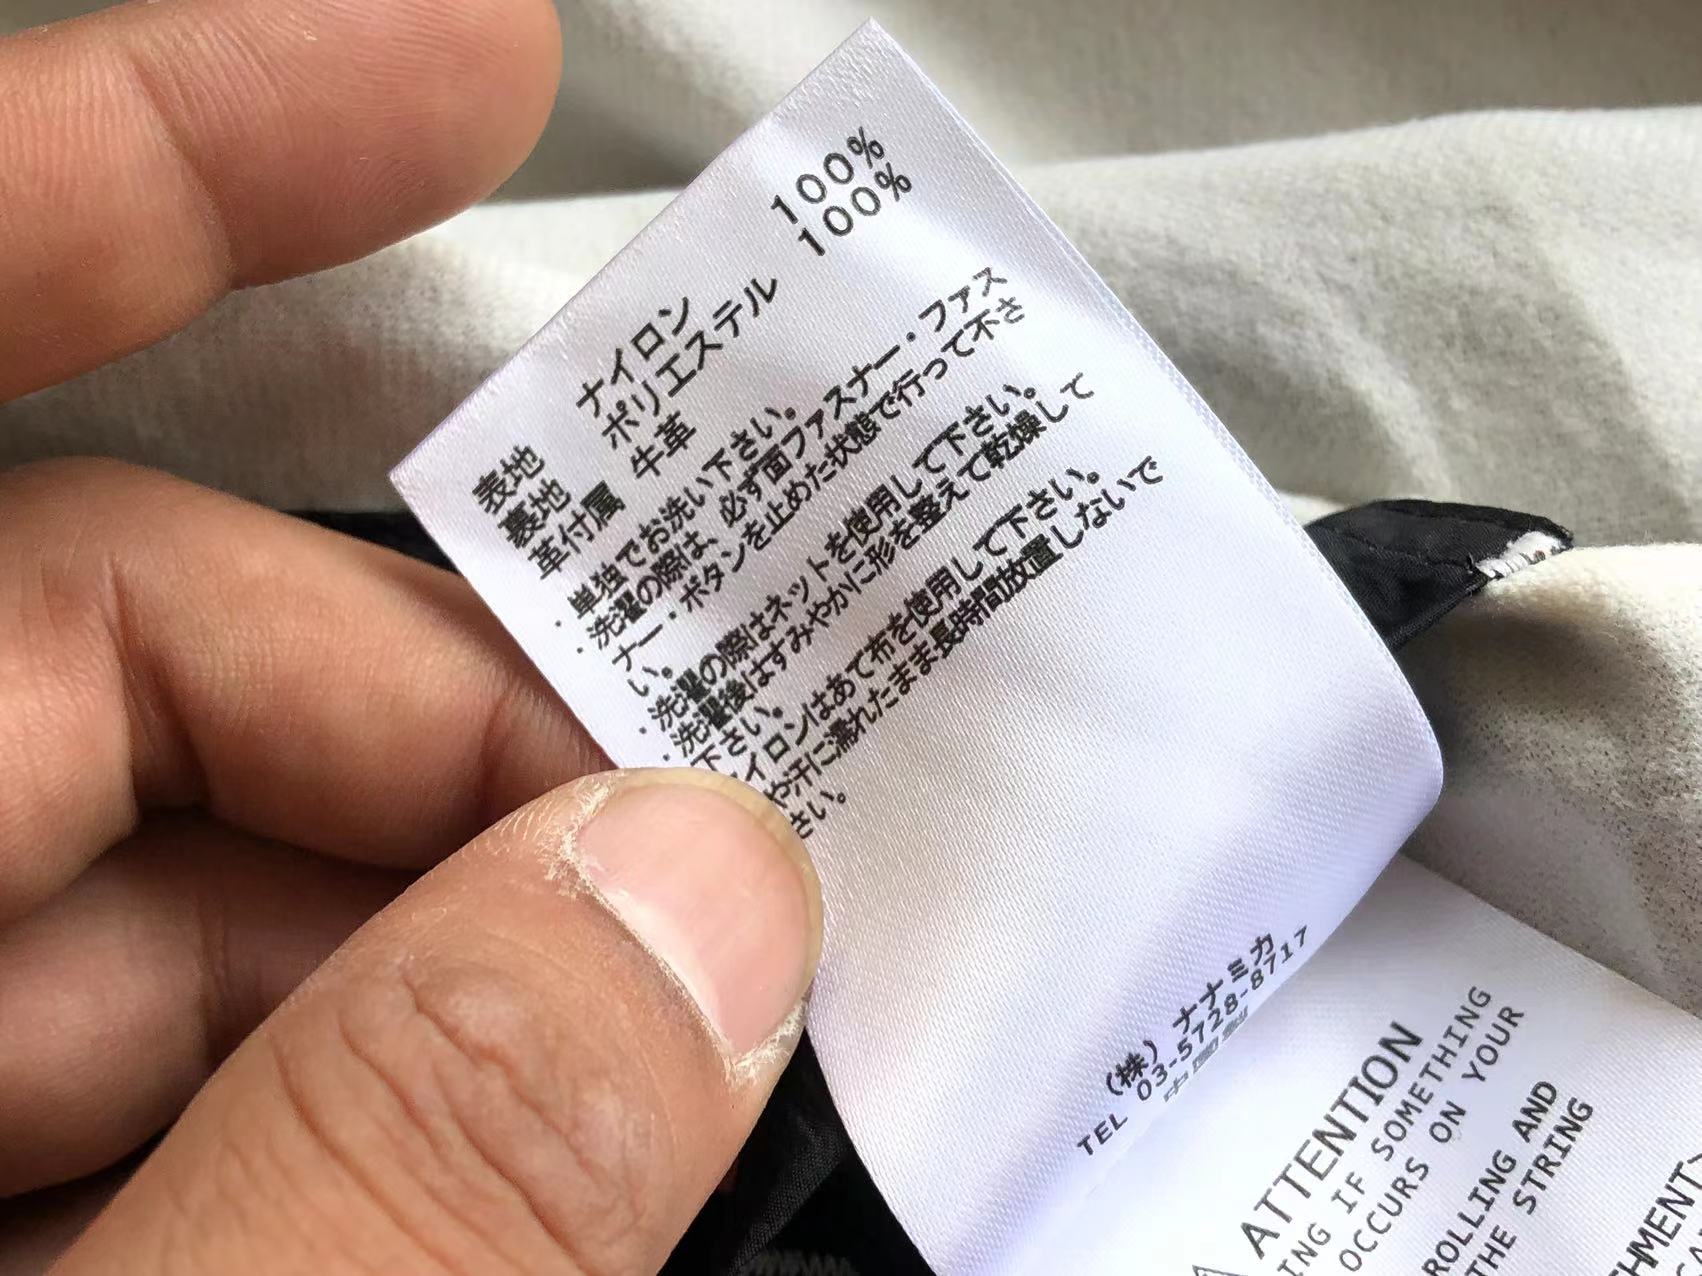 表地 ナイロン 100%
裏地 ポリエステル 100%
革付属 牛革
・単独でお洗い下さい。
・洗濯の際は、必ず面ファスナー・ファス
ナー・ボタンを止めた状態で行って下さ
い。
・洗濯の際はネットを使用して下さい。
・洗濯後はすみやかに形を整えて乾燥して
下さい。
イロンはあて布を使用して下さい。
や汗に濡れたまま長時間放置しないで
さい。
(株) ナナミカ
TEL 03-5728-8717
中国製
ATTENTION
ING IF SOMETHING
OCCURS ON YOUR
ROLLING AND
THE STRING
HMENT